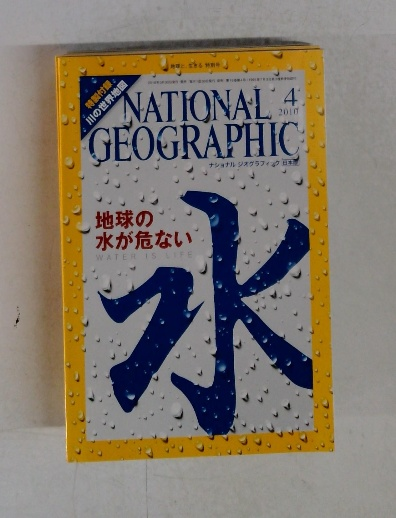 特製付録
川の世界地図
NATIONAL
GEOGRAPHIC
4
2010
ナショナル ジオグラフィック 日本版
地球の
水が危ない
WATER IS LIFE
水